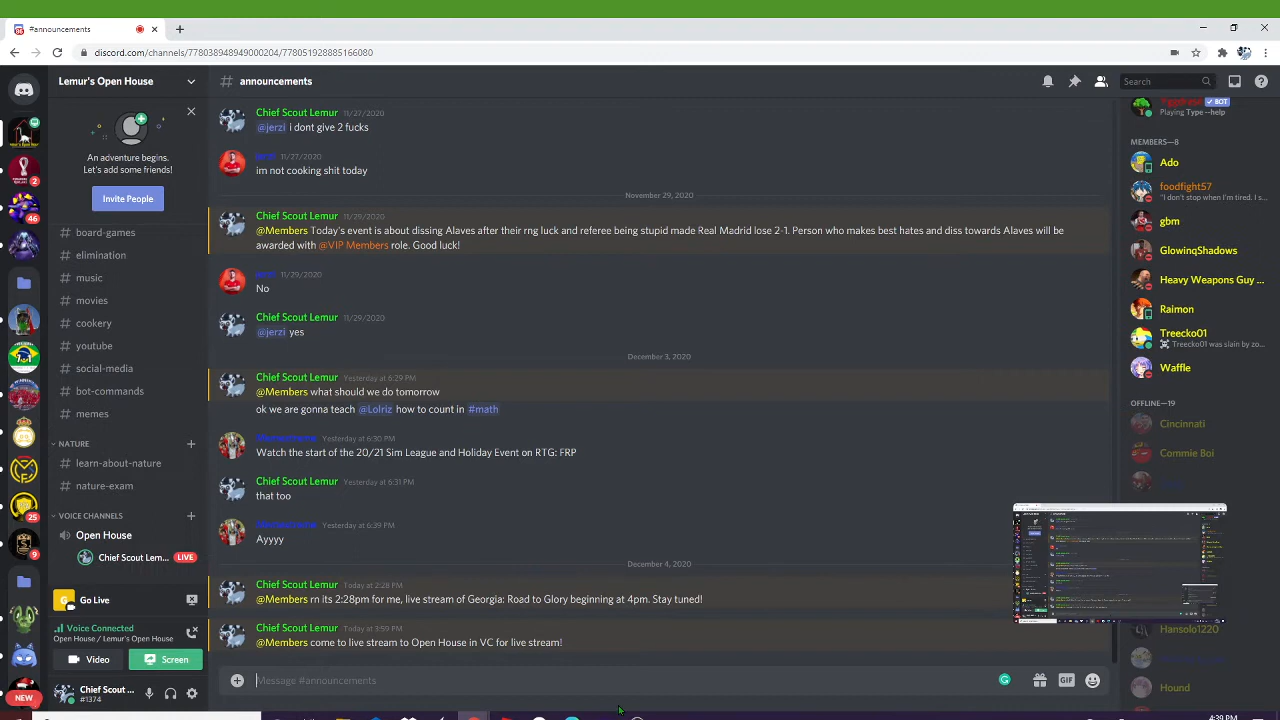 #announcements
discord.com/channels/778038948949000204/778051928885166080
Lemur's Open House
# announcements
Search
An adventure begins.
Let's add some friends!
Invite People
2
46
25
9
NEW
# board-games
# elimination
# music
# movies
# cookery
# youtube
# social-media
# bot-commands
# memes
NATURE
# learn-about-nature
# nature-exam
VOICE CHANNELS
Open House
Chief Scout Lem... LIVE
Go Live
Voice Connected
Open House / Lemur's Open House
Video
Screen
Chief Scout ...
#1374
Chief Scout Lemur 11/27/2020
@jerzi i dont give 2 fucks
11/27/2020
im not cooking shit today
November 29, 2020
Chief Scout Lemur 11/29/2020
@Members Today's event is about dissing Alaves after their rng luck and referee being stupid made Real Madrid lose 2-1. Person who makes best hates and diss towards Alaves will be
awarded with @VIP Members role. Good luck!
11/29/2020
No
Chief Scout Lemur 11/29/2020
@jerzi yes
December 3, 2020
Chief Scout Lemur Yesterday at 6:29 PM
@Members what should we do tomorrow
ok we are gonna teach @Lolriz how to count in #math
Yesterday at 6:30 PM
Watch the start of the 20/21 Sim League and Holiday Event on RTG: FRP
Chief Scout Lemur Yesterday at 6:31 PM
that too
Yesterday at 6:39 PM
Ayyyy
December 4, 2020
Chief Scout Lemur Today at 2:28 PM
@Members rn its 2:28pm for me, live stream of Georgia: Road to Glory beginning at 4pm. Stay tuned!
Chief Scout Lemur Today at 3:59 PM
@Members come to live stream to Open House in VC for live stream!
Message #announcements
GIF
BOT
Playing Type --help
MEMBERS—8
Ado
foodfight57
"I don't stop when I'm tired. I s...
gbm
GlowinqShadows
Heavy Weapons Guy ...
Raimon
Treecko01
Treecko01 was slain by zo...
Waffle
OFFLINE—19
Cincinnati
Commie Boi
Hansolo1220
Hound
4:39 PM